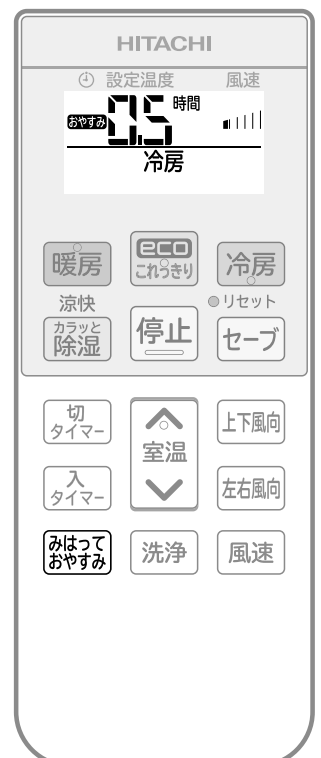 HITACHI
設定温度 風速
おやすみ 0.5 時間
冷房
暖房 eco これっきり 冷房
涼快 リセット
カラッと
除湿 停止 セーブ
切
タイマー 上下風向
室温
入
タイマー 左右風向
みはって
おやすみ 洗浄 風速